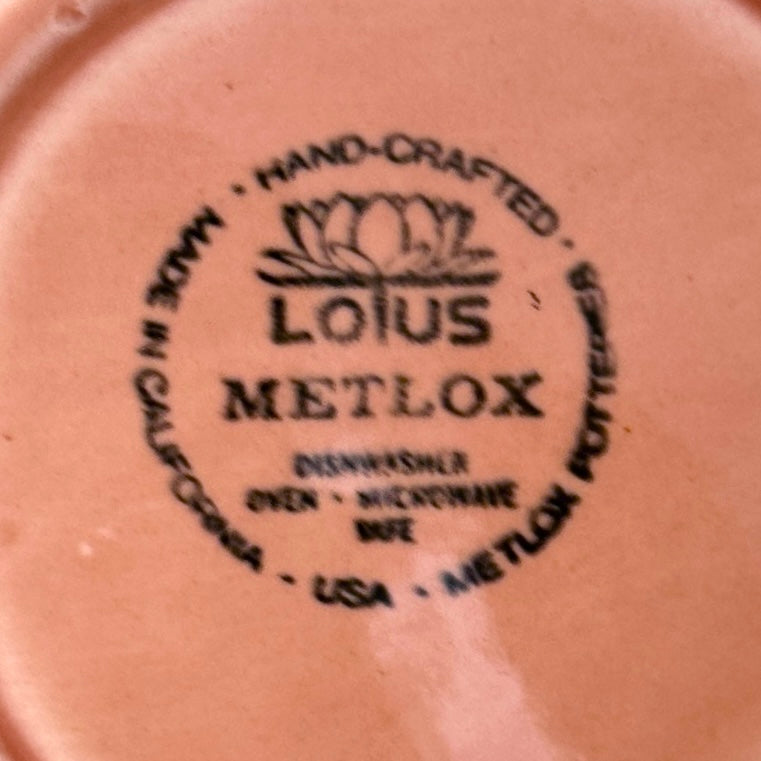 MADE IN CALIFORNIA • HAND-CRAFTED • METLOX POTTERIES • USA •
LOTUS
METLOX
DISHWASHER
OVEN • MICROWAVE
SAFE